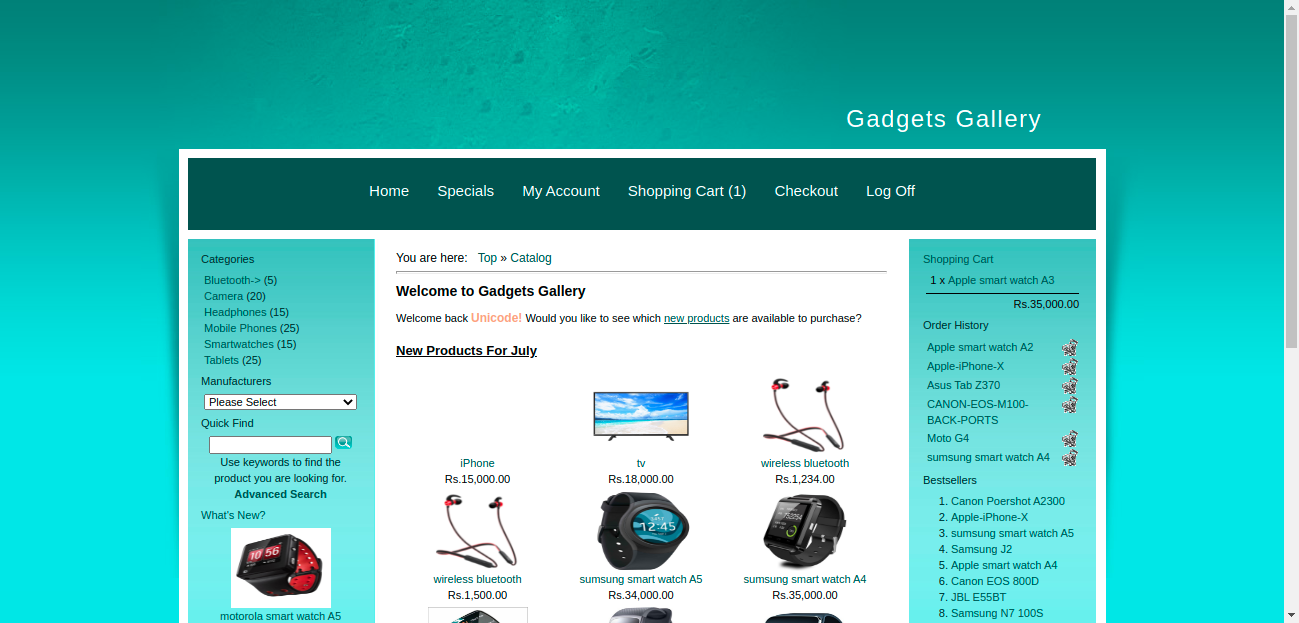 Gadgets Gallery
Home Specials My Account Shopping Cart (1) Checkout Log Off
Categories
Bluetooth-> (5)
Camera (20)
Headphones (15)
Mobile Phones (25)
Smartwatches (15)
Tablets (25)
Manufacturers
Please Select
Quick Find
Use keywords to find the
product you are looking for.
Advanced Search
What's New?
10 56
motorola smart watch A5
You are here: Top » Catalog
Welcome to Gadgets Gallery
Welcome back Unicode! Would you like to see which new products are available to purchase?
New Products For July
iPhone
Rs.15,000.00
tv
Rs.18,000.00
wireless bluetooth
Rs.1,234.00
wireless bluetooth
Rs.1,500.00
12:45
sumsung smart watch A5
Rs.34,000.00
sumsung smart watch A4
Rs.35,000.00
Shopping Cart
1 x Apple smart watch A3
Rs.35,000.00
Order History
Apple smart watch A2
Apple-iPhone-X
Asus Tab Z370
CANON-EOS-M100-
BACK-PORTS
Moto G4
sumsung smart watch A4
Bestsellers
1. Canon Poershot A2300
2. Apple-iPhone-X
3. sumsung smart watch A5
4. Samsung J2
5. Apple smart watch A4
6. Canon EOS 800D
7. JBL E55BT
8. Samsung N7 100S